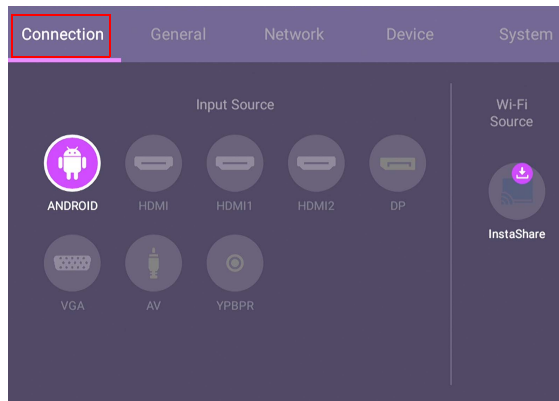 Connection General Network Device System
Input Source
Wi-Fi
Source
ANDROID HDMI HDMI1 HDMI2 DP
InstaShare
VGA AV YPBPR